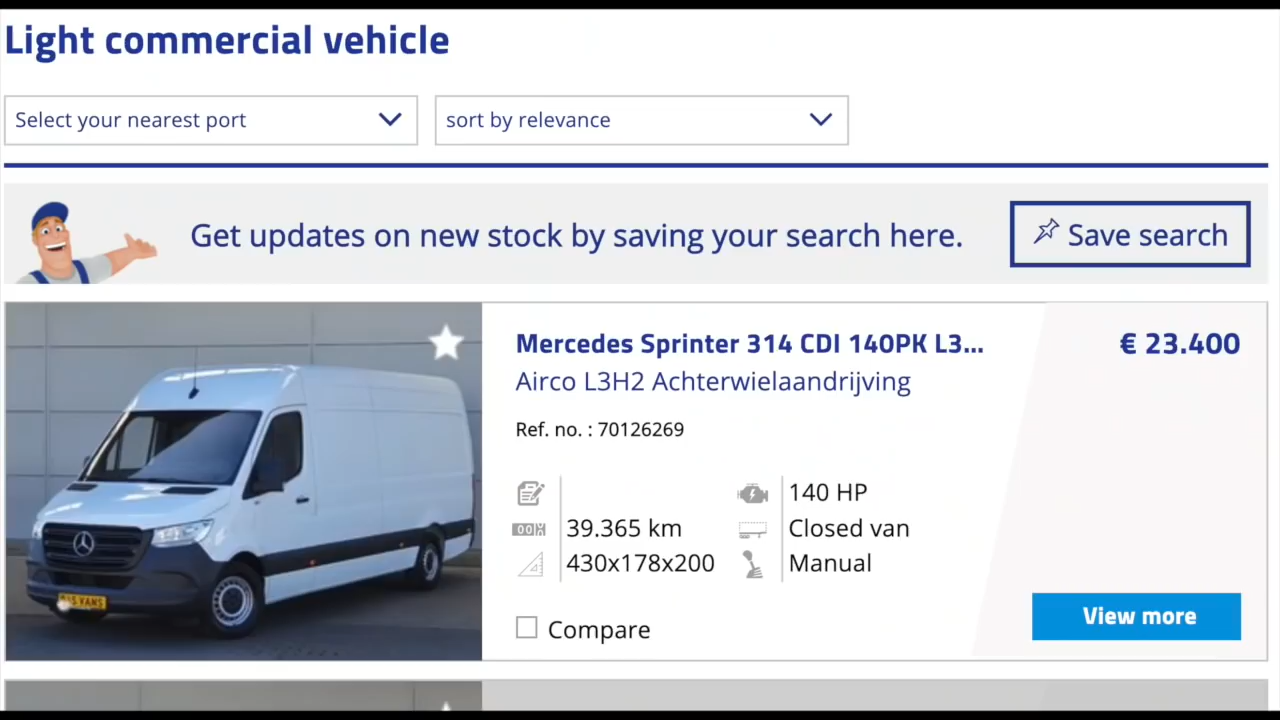 Light commercial vehicle
Select your nearest port
sort by relevance
Get updates on new stock by saving your search here.
Save search
Mercedes Sprinter 314 CDI 140PK L3...
€ 23.400
Airco L3H2 Achterwielaandrijving
Ref. no. : 70126269
140 HP
39.365 km
Closed van
430x178x200
Manual
Compare
View more
VANS